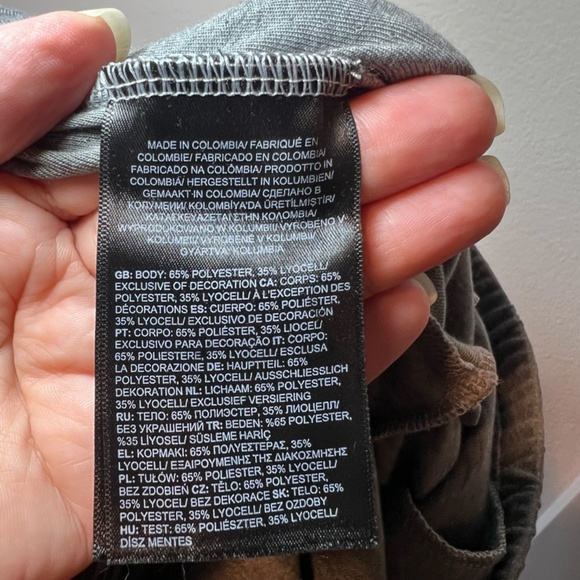 MADE IN COLOMBIA/ FABRIQUÉ EN
COLOMBIE/ FABRICADO EN COLOMBIA/
FABRICADO NA COLÔMBIA/ PRODOTTO IN
COLOMBIA/ HERGESTELLT IN KOLUMBIEN/
GEMAAKT IN COLOMBIA/ СДЕЛАНО В
КОЛУМБИИ/ KOLOMBİYA'DA ÜRETİLMİŞTİR/
ΚΑΤΑΣΚΕΥΑΖΕΤΑΙ ΣΤΗΝ ΚΟΛΟΜΒΙΑ/
WYPRODUKOWANO W KOLUMBII/ VYROBENO V
KOLUMBII/ VYROBENÉ V KOLUMBII/
GYÁRTVA KOLUMBIA
GB: BODY: 65% POLYESTER, 35% LYOCELL/
EXCLUSIVE OF DECORATION CA: CORPS: 65%
POLYESTER, 35% LYOCELL/ À L'EXCEPTION DES
DÉCORATIONS ES: CUERPO: 65% POLIÉSTER,
35% LYOCELL/ EXCLUSIVO DE DECORACIÓN
PT: CORPO: 65% POLIÉSTER, 35% LIOCEL/
EXCLUSIVO PARA DECORAÇÃO IT: CORPO:
65% POLIESTERE, 35% LYOCELL/ ESCLUSA
LA DECORAZIONE DE: HAUPTTEIL: 65%
POLYESTER, 35% LYOCELL/ AUSSCHLIESSLICH
DEKORATION NL: LICHAAM: 65% POLYESTER,
35% LYOCELL/ EXCLUSIEF VERSIERING
RU: ТЕЛО: 65% ПОЛИЭСТЕР, 35% ЛИОЦЕЛЛ/
БЕЗ УКРАШЕНИЙ TR: BEDEN: %65 POLYESTER,
%35 LİYOSEL/ SÜSLEME HARİÇ
EL: ΚΟΡΜΑΚΙ: 65% ΠΟΛΥΕΣΤΕΡΑΣ, 35%
LYOCELL/ ΕΞΑΙΡΟΥΜΕΝΗΣ ΤΗΣ ΔΙΑΚΟΣΜΗΣΗΣ
PL: TUŁÓW: 65% POLIESTER, 35% LYOCELL/
BEZ ZDOBIEŃ CZ: TĚLO: 65% POLYESTER,
35% LYOCELL/ BEZ DEKORACE SK: TELO: 65%
POLYESTER, 35% LYOCELL/ BEZ OZDOBY
HU: TEST: 65% POLIÉSZTER, 35% LYOCELL/
DÍSZ MENTES